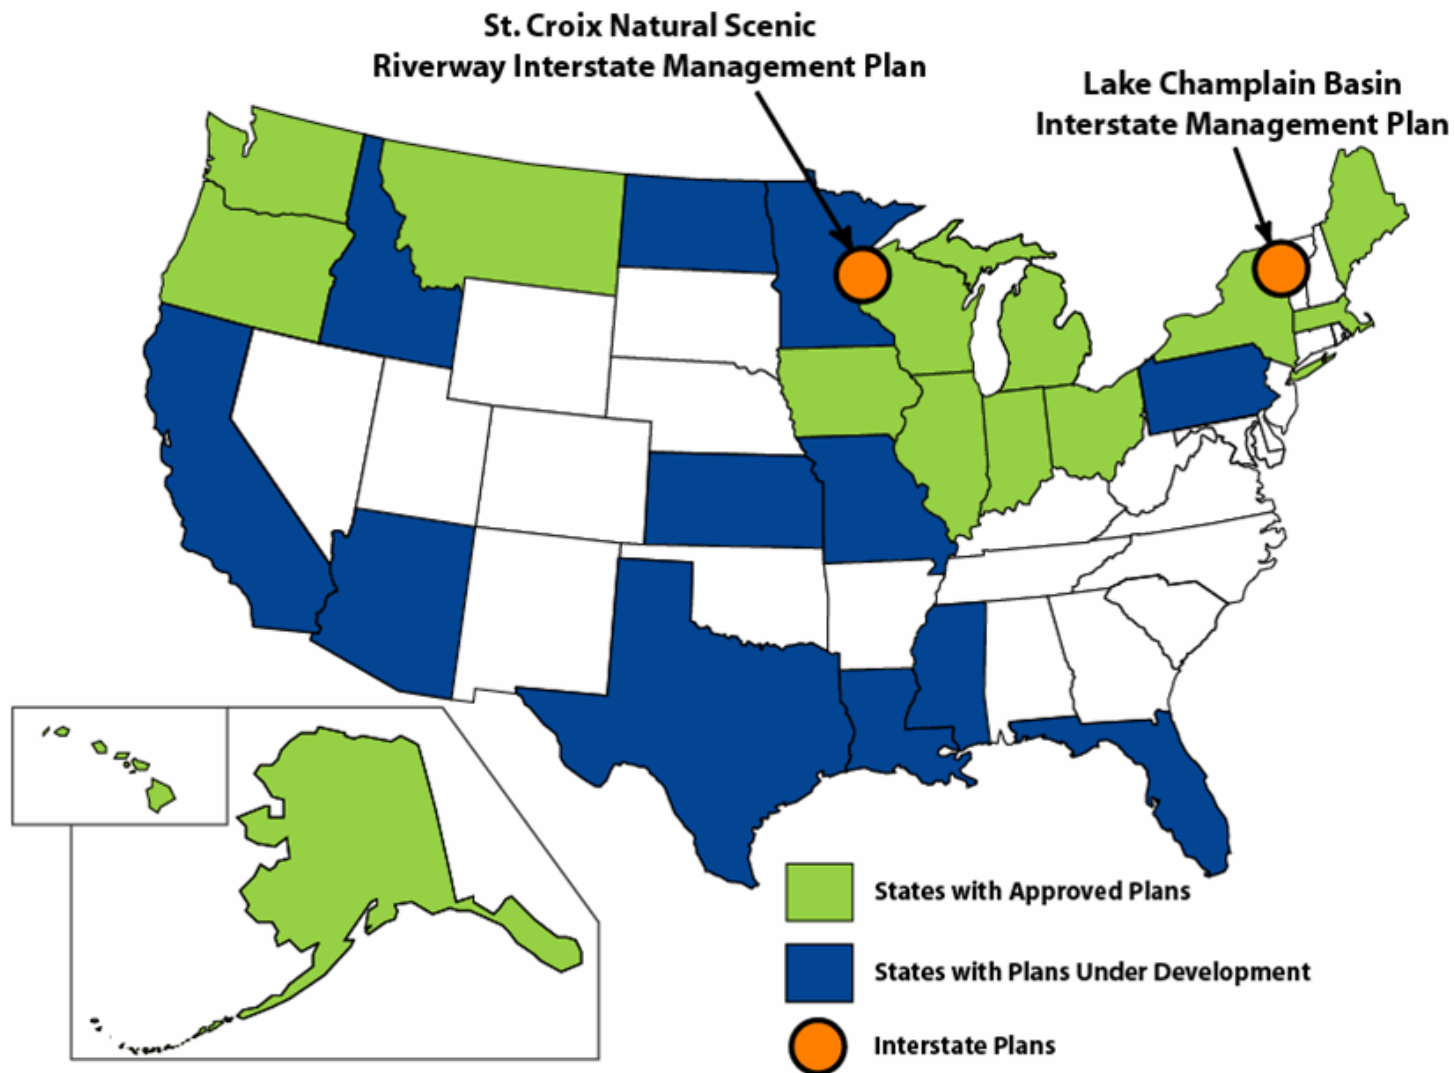 St. Croix Natural Scenic
Riverway Interstate Management Plan
Lake Champlain Basin
Interstate Management Plan
States with Approved Plans
States with Plans Under Development
Interstate Plans